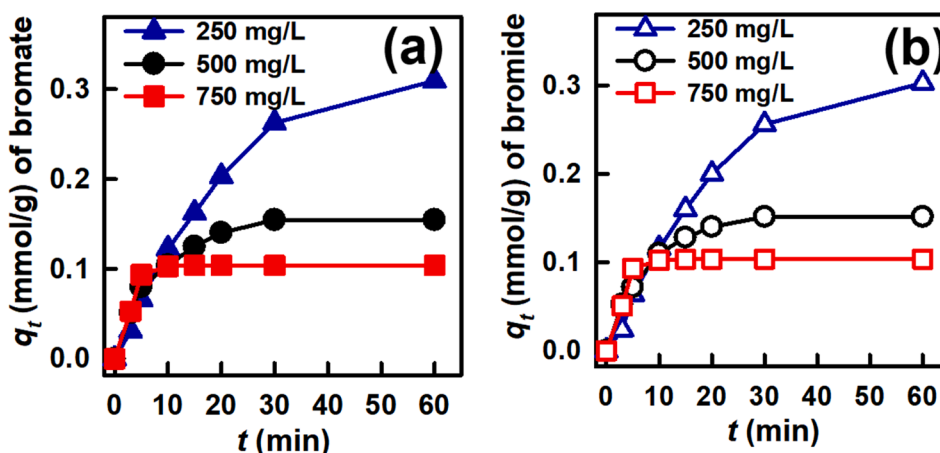 (a)
250 mg/L
500 mg/L
750 mg/L
qt (mmol/g) of bromate
0.3
0.2
0.1
0.0
0 10 20 30 40 50 60
t (min)
(b)
250 mg/L
500 mg/L
750 mg/L
qt (mmol/g) of bromide
0.3
0.2
0.1
0.0
0 10 20 30 40 50 60
t (min)